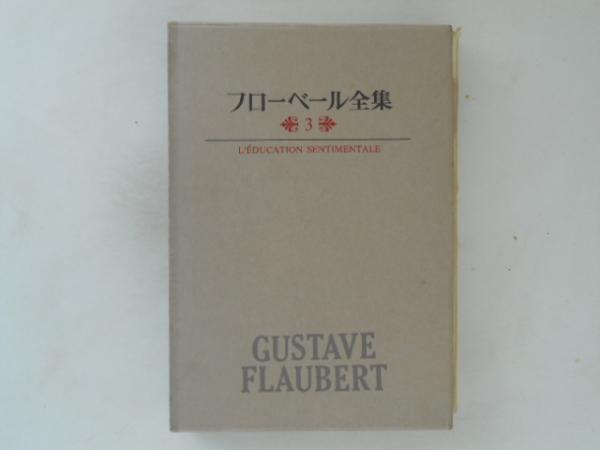 フローベール全集
3
L'ÉDUCATION SENTIMENTALE
GUSTAVE
FLAUBERT